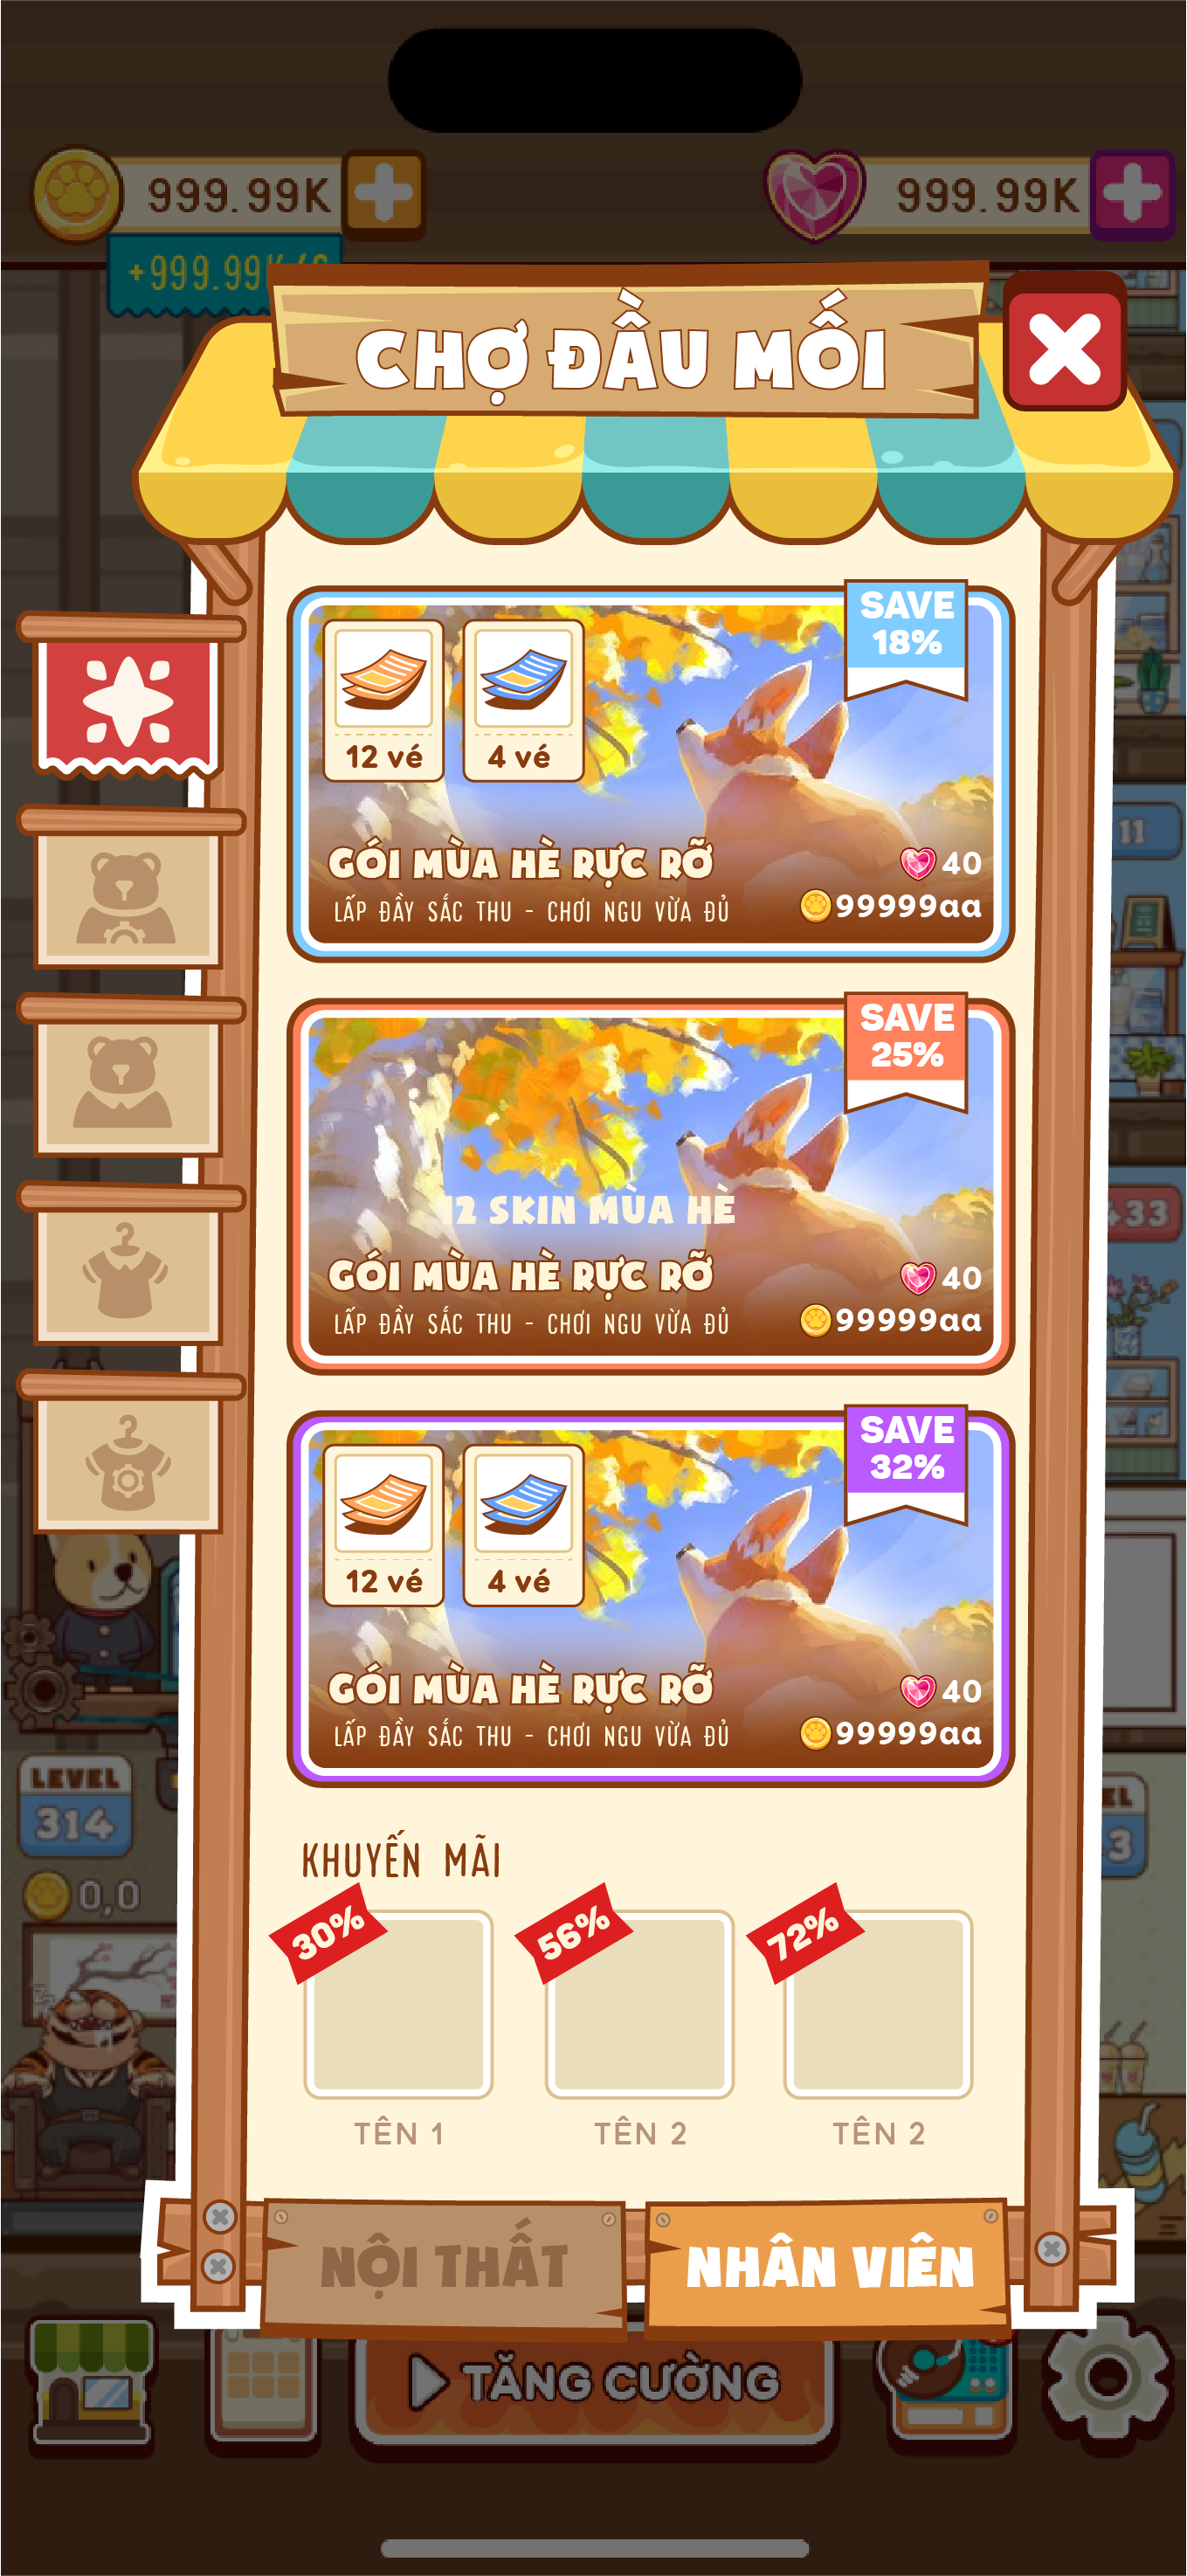 999.99K
999.99K
+999.99K/S
CHỢ ĐẦU MỐI
SAVE
18%
12 vé
4 vé
GÓI MÙA HÈ RỰC RỠ
40
LẤP ĐẦY SẮC THU - CHƠI NGU VỪA ĐỦ
99999aa
11
SAVE
25%
12 SKIN MÙA HÈ
GÓI MÙA HÈ RỰC RỠ
40
LẤP ĐẦY SẮC THU - CHƠI NGU VỪA ĐỦ
99999aa
433
SAVE
32%
12 vé
4 vé
GÓI MÙA HÈ RỰC RỠ
40
LẤP ĐẦY SẮC THU - CHƠI NGU VỪA ĐỦ
99999aa
LEVEL
314
EL
3
0,0
KHUYẾN MÃI
30%
56%
72%
TÊN 1
TÊN 2
TÊN 2
NỘI THẤT
NHÂN VIÊN
TĂNG CƯỜNG